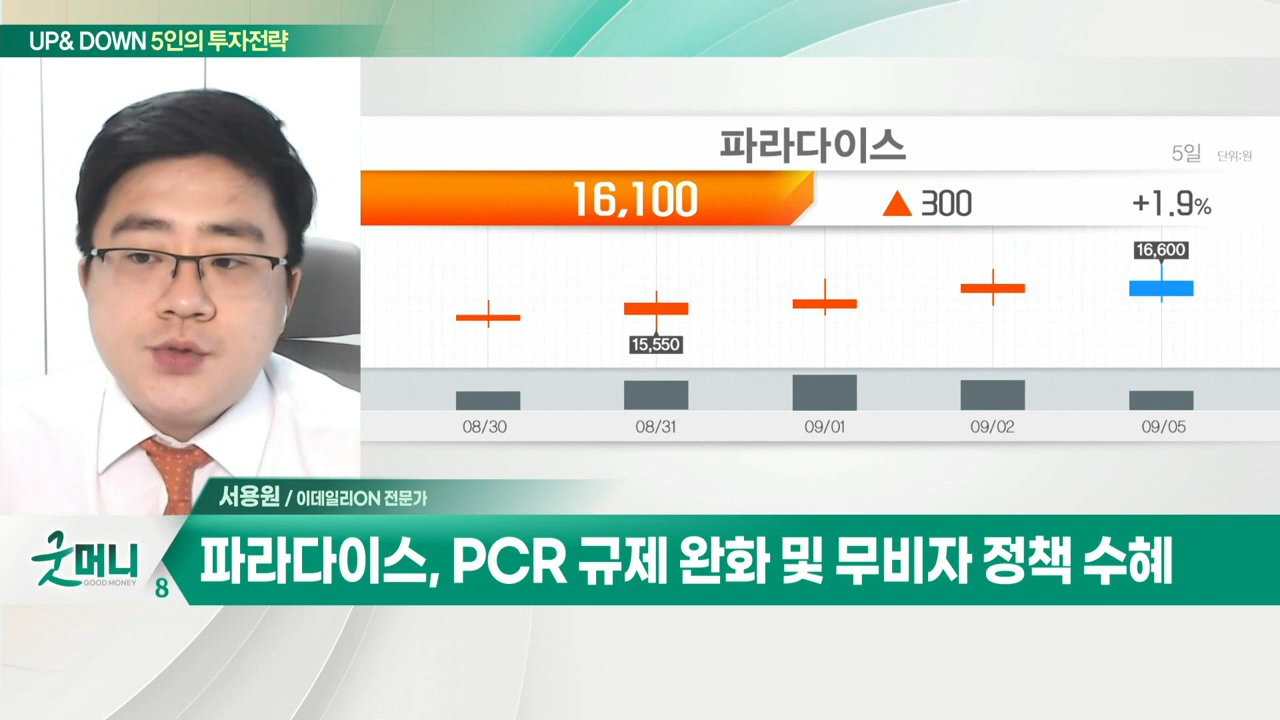 UP& DOWN 5인의 투자전략
파라다이스
5일 단위:원
16,100 ▲ 300 +1.9%
16,600
15,550
08/30 08/31 09/01 09/02 09/05
서용원 / 이데일리ON 전문가
굿머니
GOOD MONEY
8
파라다이스, PCR 규제 완화 및 무비자 정책 수혜